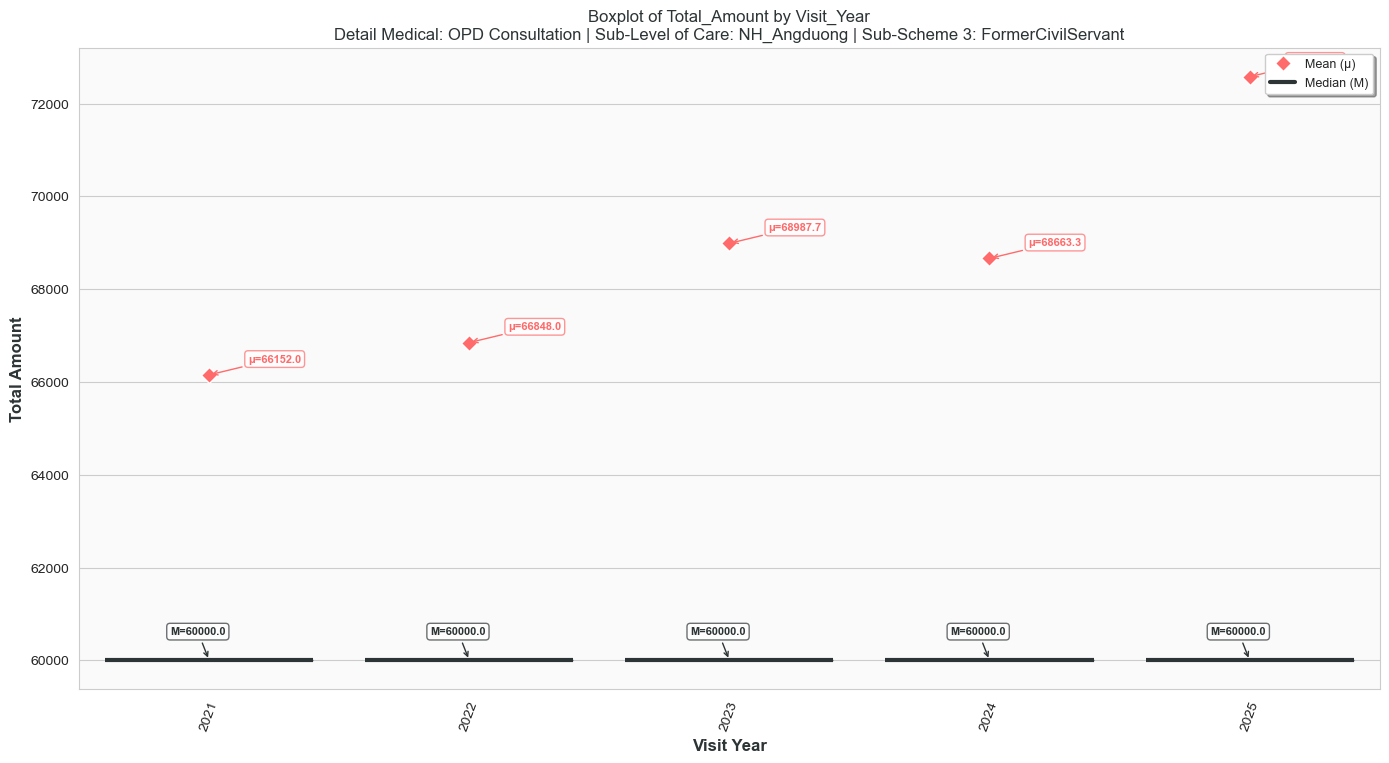 Boxplot of Total_Amount by Visit_Year
Detail Medical: OPD Consultation | Sub-Level of Care: NH_Angduong | Sub-Scheme 3: FormerCivilServant
Mean (μ)
Median (M)
72000
70000
68000
66000
64000
62000
60000
Total Amount
μ=66152.0
μ=66848.0
μ=68987.7
μ=68663.3
M=60000.0
M=60000.0
M=60000.0
M=60000.0
M=60000.0
2021
2022
2023
2024
2025
Visit Year